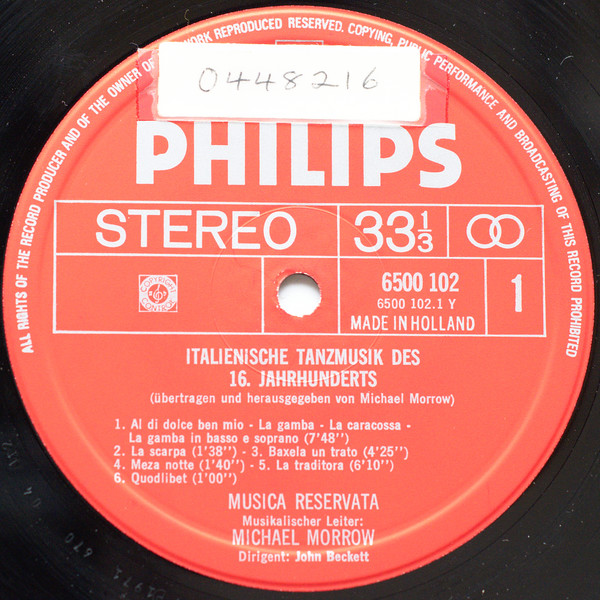 ALL RIGHTS OF THE RECORD PRODUCER AND OF THE OWNER OF WORK REPRODUCED RESERVED. COPYING, PUBLIC PERFORMANCE AND BROADCASTING OF THIS RECORD PROHIBITED
0448216
PHILIPS
STEREO 33 1/3
6500 102
6500 102.1 Y
MADE IN HOLLAND
1
COPYRIGHT CONTROL
ITALIENISCHE TANZMUSIK DES
16. JAHRHUNDERTS
(übertragen und herausgegeben von Michael Morrow)
1. Al di dolce ben mio - La gamba - La caracossa -
La gamba in basso e soprano (7'48'')
2. La scarpa (1'38'') - 3. Baxela un trato (4'25'')
4. Meza notte (1'40'') - 5. La traditora (6'10'')
6. Quodlibet (1'00'')
MUSICA RESERVATA
Musikalischer Leiter:
MICHAEL MORROW
Dirigent: John Beckett
670